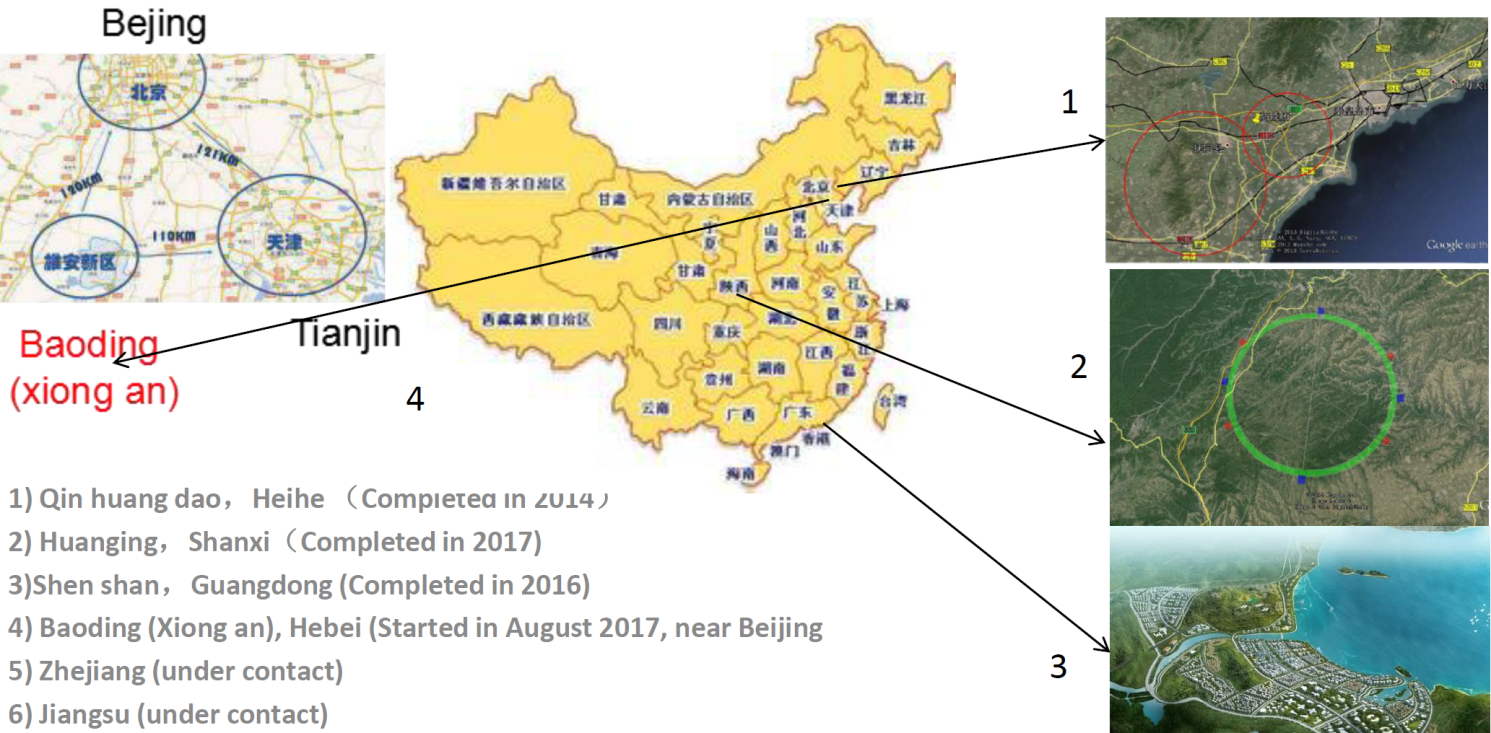 Bejing
北京
121KM
120KM
110KM
天津
雄安新区
Tianjin
Baoding
(xiong an)
4
黑龙江
吉林
辽宁
新疆维吾尔自治区
甘肃
内蒙古自治区
北京
天津
河北
山西
宁夏
山东
青海
甘肃
陕西
河南
江苏
安徽
上海
西藏藏族自治区
四川
重庆
湖北
浙江
江西
湖南
贵州
福建
云南
广西
广东
台湾
香港
澳门
海南
1
Google earth
2
3
1) Qin huang dao，Heihe （Completed in 2014）
2) Huanging，Shanxi（Completed in 2017)
3)Shen shan，Guangdong (Completed in 2016)
4) Baoding (Xiong an), Hebei (Started in August 2017, near Beijing
5) Zhejiang (under contact)
6) Jiangsu (under contact)